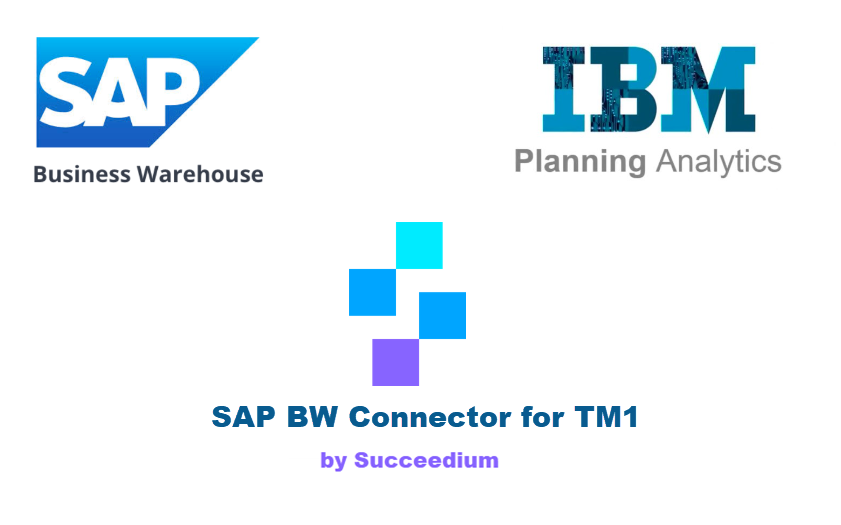 SAP
Business Warehouse
IBM
Planning Analytics
SAP BW Connector for TM1
by Succeedium